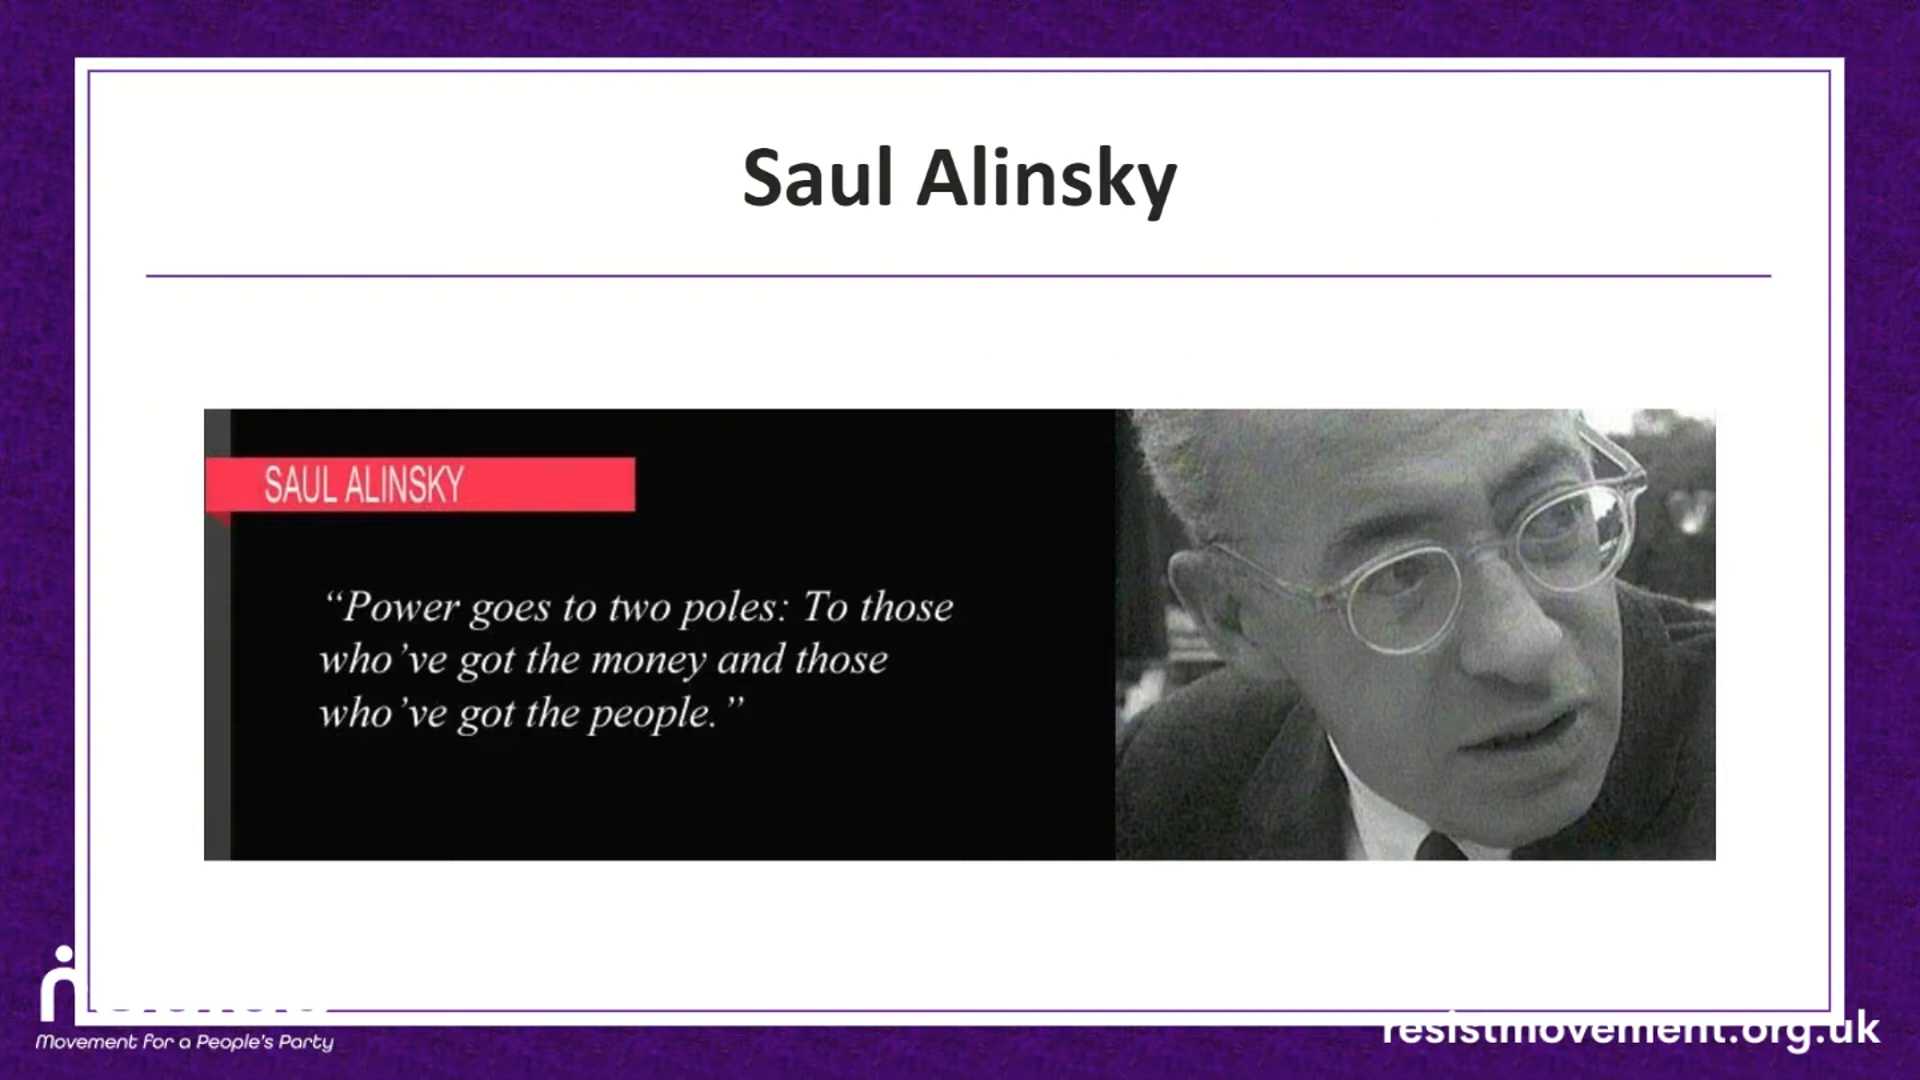 Saul Alinsky
SAUL ALINSKY
“Power goes to two poles: To those
who’ve got the money and those
who’ve got the people.”
Movement for a People's Party
resistmovement.org.uk